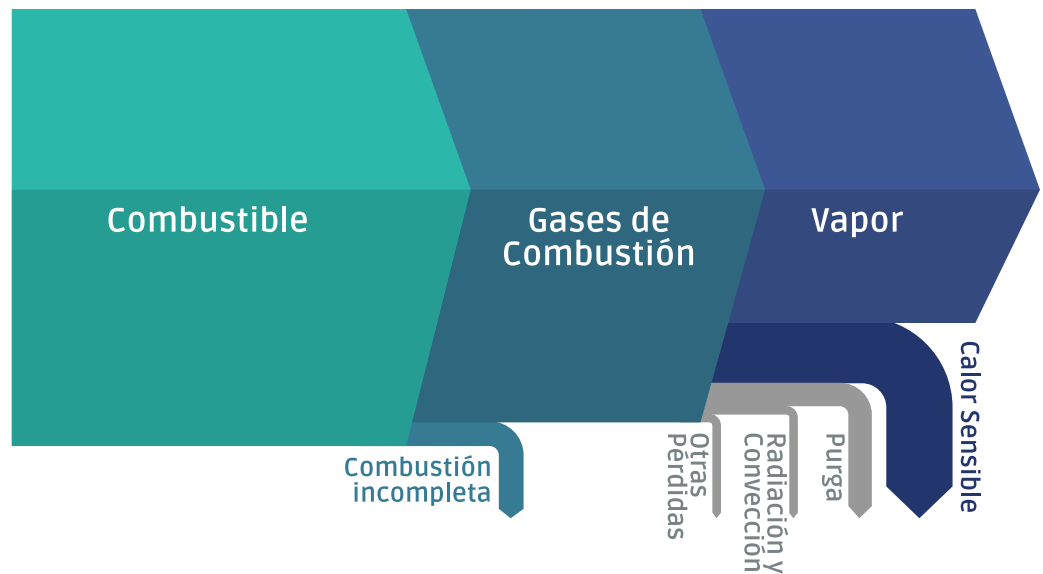 Combustible
Gases de
Combustión
Vapor
Combustión
incompleta
Otras
Pérdidas
Radiación y
Convección
Purga
Calor Sensible